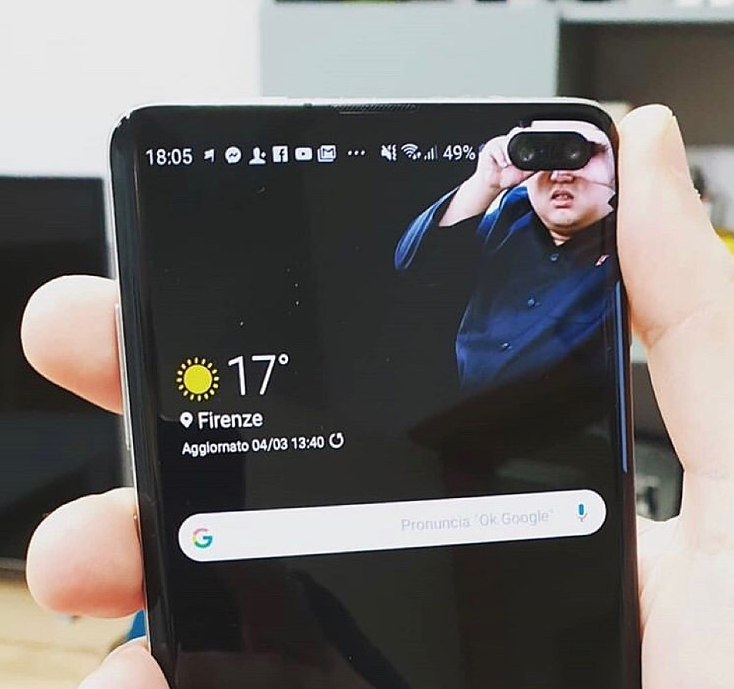 18:05 49%
17°
Firenze
Aggiornato 04/03 13:40
G Pronuncia "Ok Google"